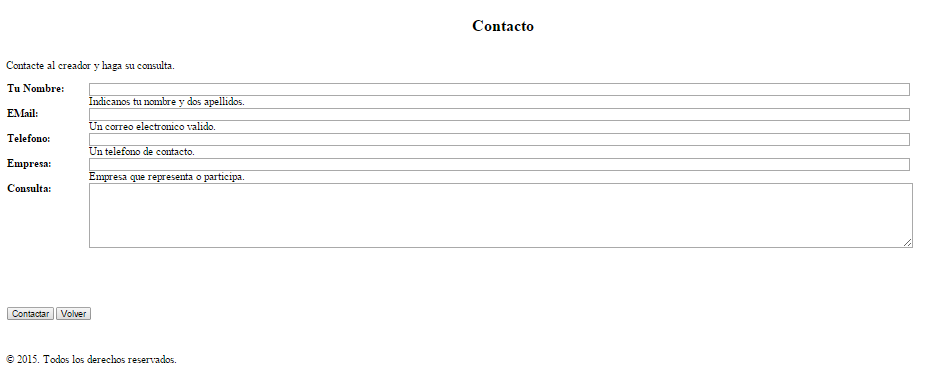 Contacto
Contacte al creador y haga su consulta.
Tu Nombre:
Indicanos tu nombre y dos apellidos.
EMail:
Un correo electronico valido.
Telefono:
Un telefono de contacto.
Empresa:
Empresa que representa o participa.
Consulta:
Contactar Volver
© 2015. Todos los derechos reservados.